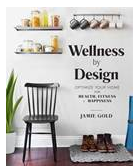 Wellness
by
Design
OPTIMIZE YOUR HOME
FOR
HEALTH, FITNESS
& HAPPINESS
JAMIE GOLD